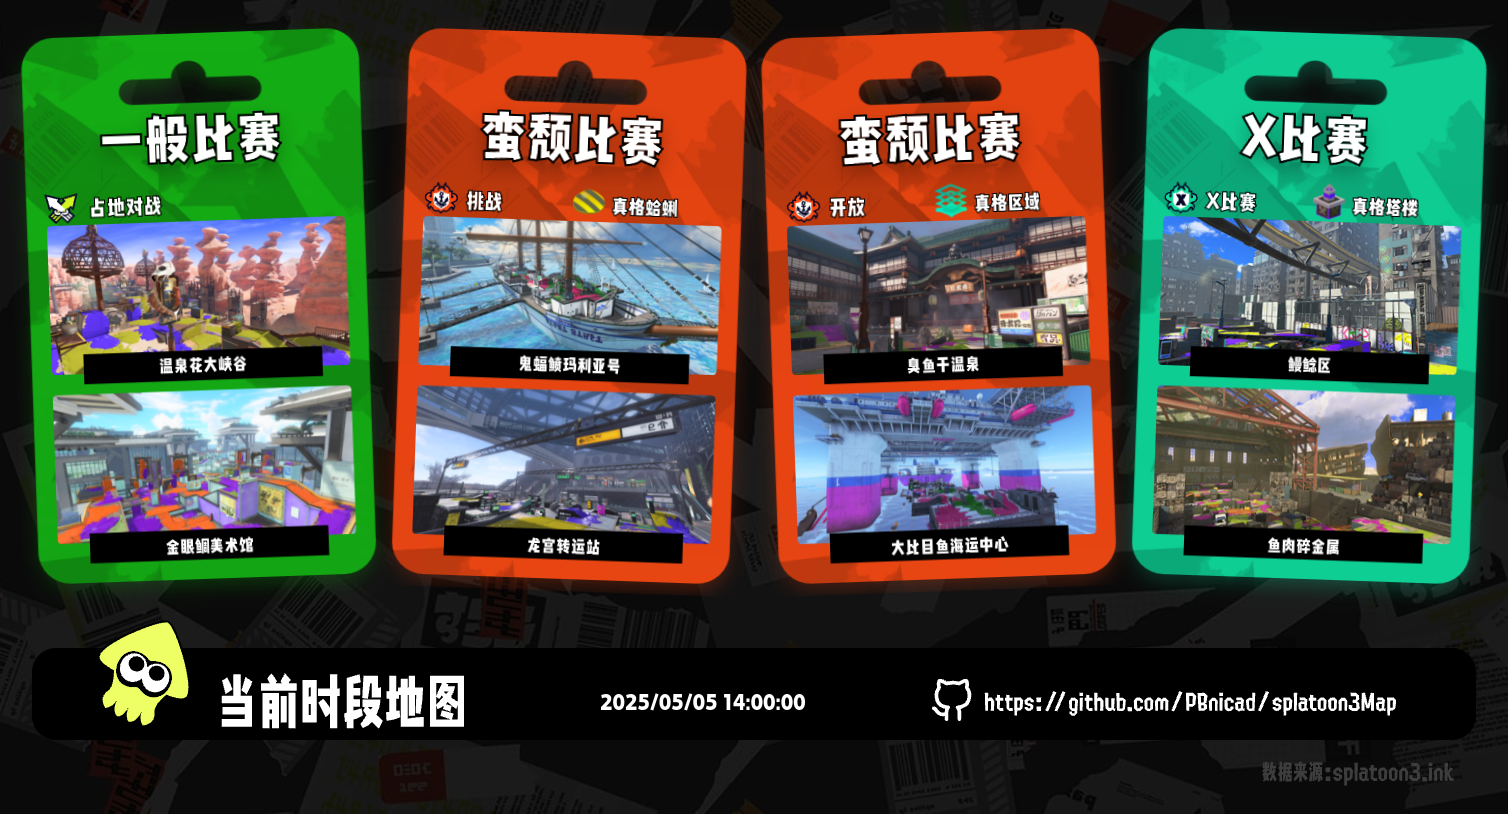 一般比赛
占地对战
温泉花大峡谷
金眼鲷美术馆
蛮颓比赛
挑战
真格蛤蜊
鬼蝠鲼玛利亚号
龙宫转运站
蛮颓比赛
开放
真格区域
臭鱼干温泉
大比目鱼海运中心
X比赛
X比赛
真格塔楼
鳗鲶区
鱼肉碎金属
当前时段地图
2025/05/05 14:00:00
https://github.com/PBnicad/splatoon3Map
数据来源:splatoon3.ink